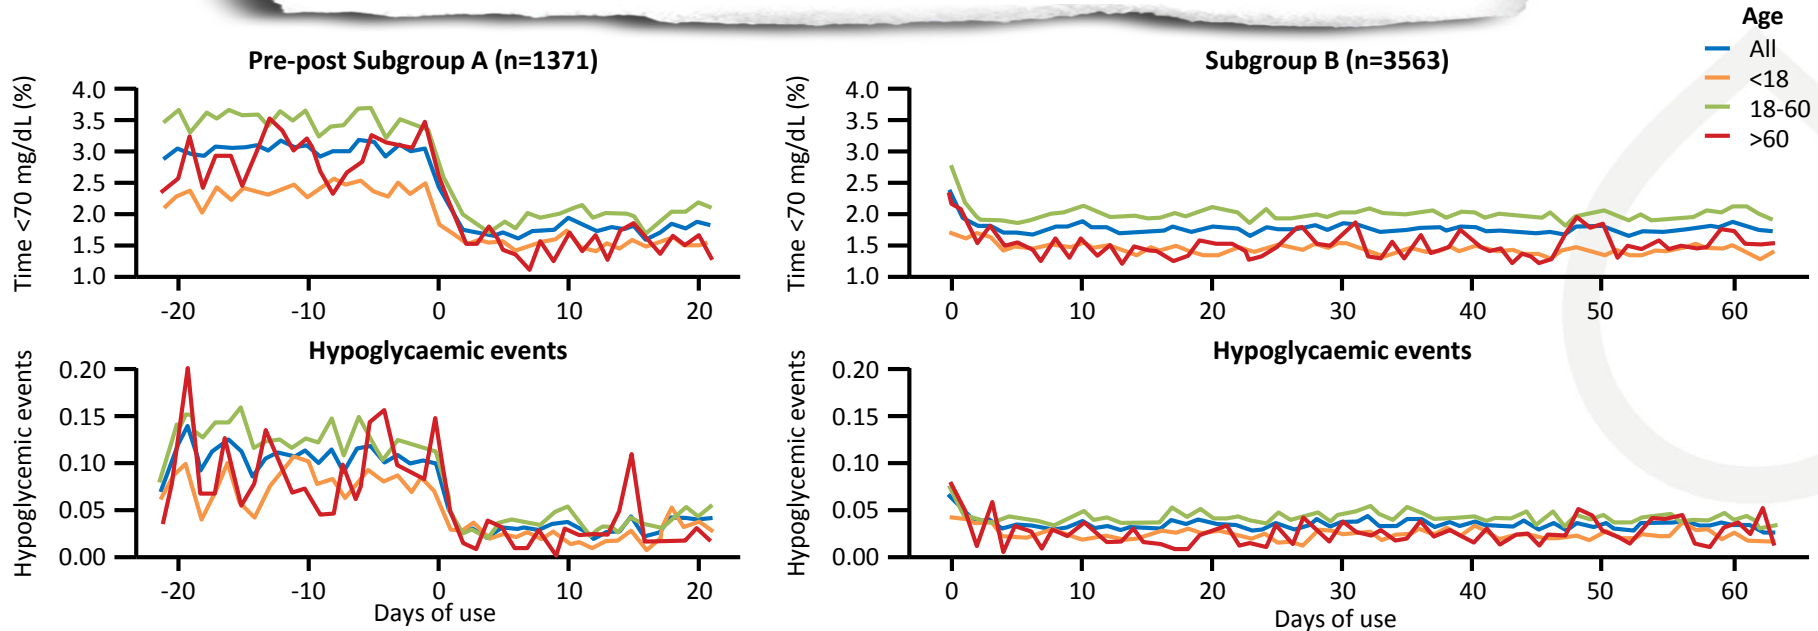 Age
All
<18
18-60
>60
Pre-post Subgroup A (n=1371)
Time <70 mg/dL (%)
4.0
3.5
3.0
2.5
2.0
1.5
1.0
-20 -10 0 10 20
Subgroup B (n=3563)
Time <70 mg/dL (%)
4.0
3.5
3.0
2.5
2.0
1.5
1.0
0 10 20 30 40 50 60
Hypoglycaemic events
Hypoglycemic events
0.20
0.15
0.10
0.05
0.00
-20 -10 0 10 20
Days of use
Hypoglycaemic events
Hypoglycemic events
0.20
0.15
0.10
0.05
0.00
0 10 20 30 40 50 60
Days of use